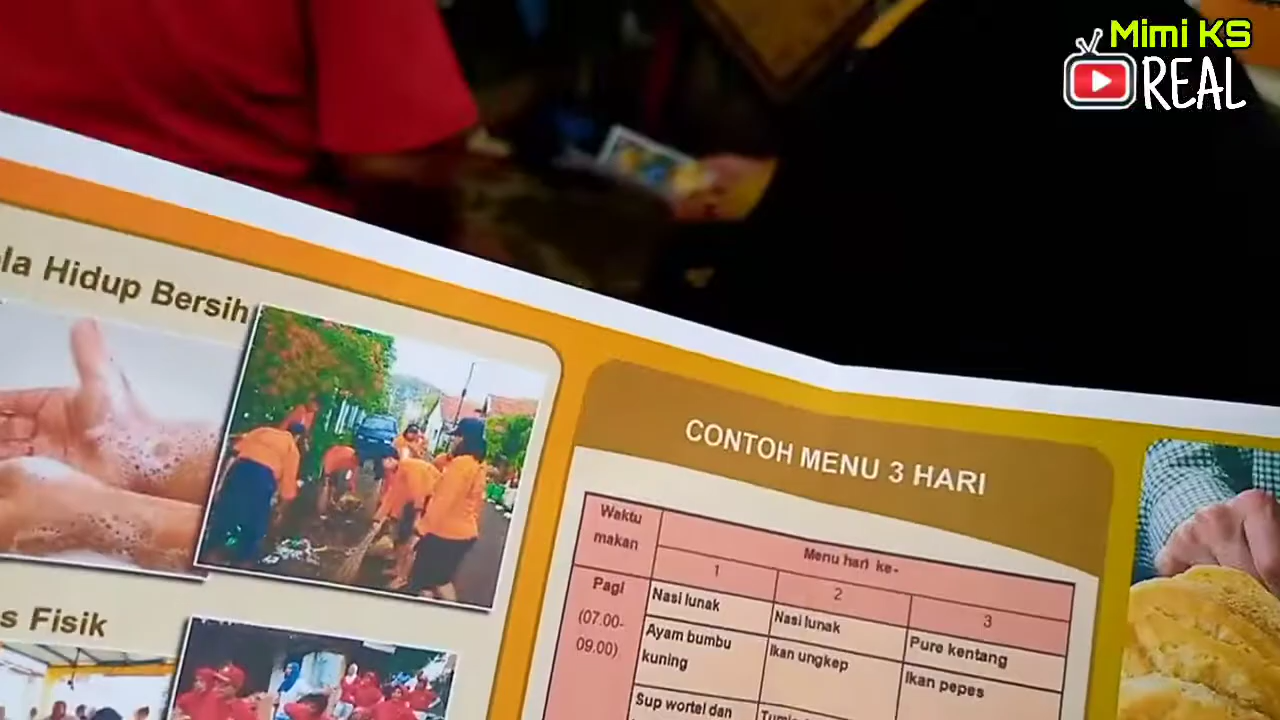 Mimi KS
REAL
Hidup Bersih
Fisik
CONTOH MENU 3 HARI
Waktu
makan
Menu hari ke-
1
2
3
Pagi
(07.00-
09.00)
Nasi lunak
Nasi lunak
Pure kentang
Ayam bumbu
kuning
Ikan ungkep
Ikan pepes
Sup wortel dan